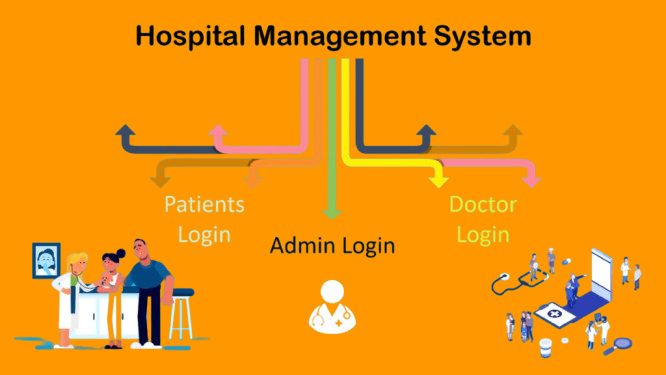 Hospital Management System
Patients
Login
Admin Login
Doctor
Login